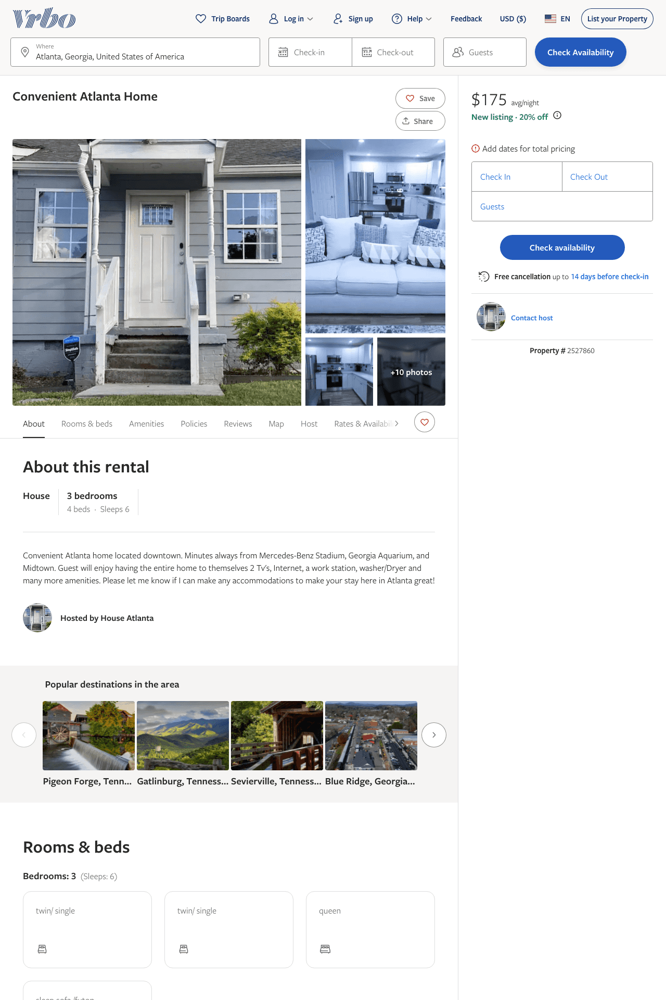 Vrbo
Trip Boards
Log in
Sign up
Help
Feedback
USD ($)
EN
List your Property
Where
Atlanta, Georgia, United States of America
Check-in
Check-out
Guests
Check Availability
Convenient Atlanta Home
Save
Share
SimpliSafe
+10 photos
$175 avg/night
New listing · 20% off
Add dates for total pricing
Check In
Check Out
Guests
Check availability
Free cancellation up to 14 days before check-in
Contact host
Property # 2527860
About
Rooms & beds
Amenities
Policies
Reviews
Map
Host
Rates & Availabili
About this rental
House
3 bedrooms
4 beds · Sleeps 6
Convenient Atlanta home located downtown. Minutes always from Mercedes-Benz Stadium, Georgia Aquarium, and
Midtown. Guest will enjoy having the entire home to themselves 2 Tv's, Internet, a work station, washer/Dryer and
many more amenities. Please let me know if I can make any accommodations to make your stay here in Atlanta great!
Hosted by House Atlanta
Popular destinations in the area
Pigeon Forge, Tenn...
Gatlinburg, Tenness...
Sevierville, Tenness...
Blue Ridge, Georgia...
Rooms & beds
Bedrooms: 3 (Sleeps: 6)
twin/ single
twin/ single
queen
sleep sofa /futon